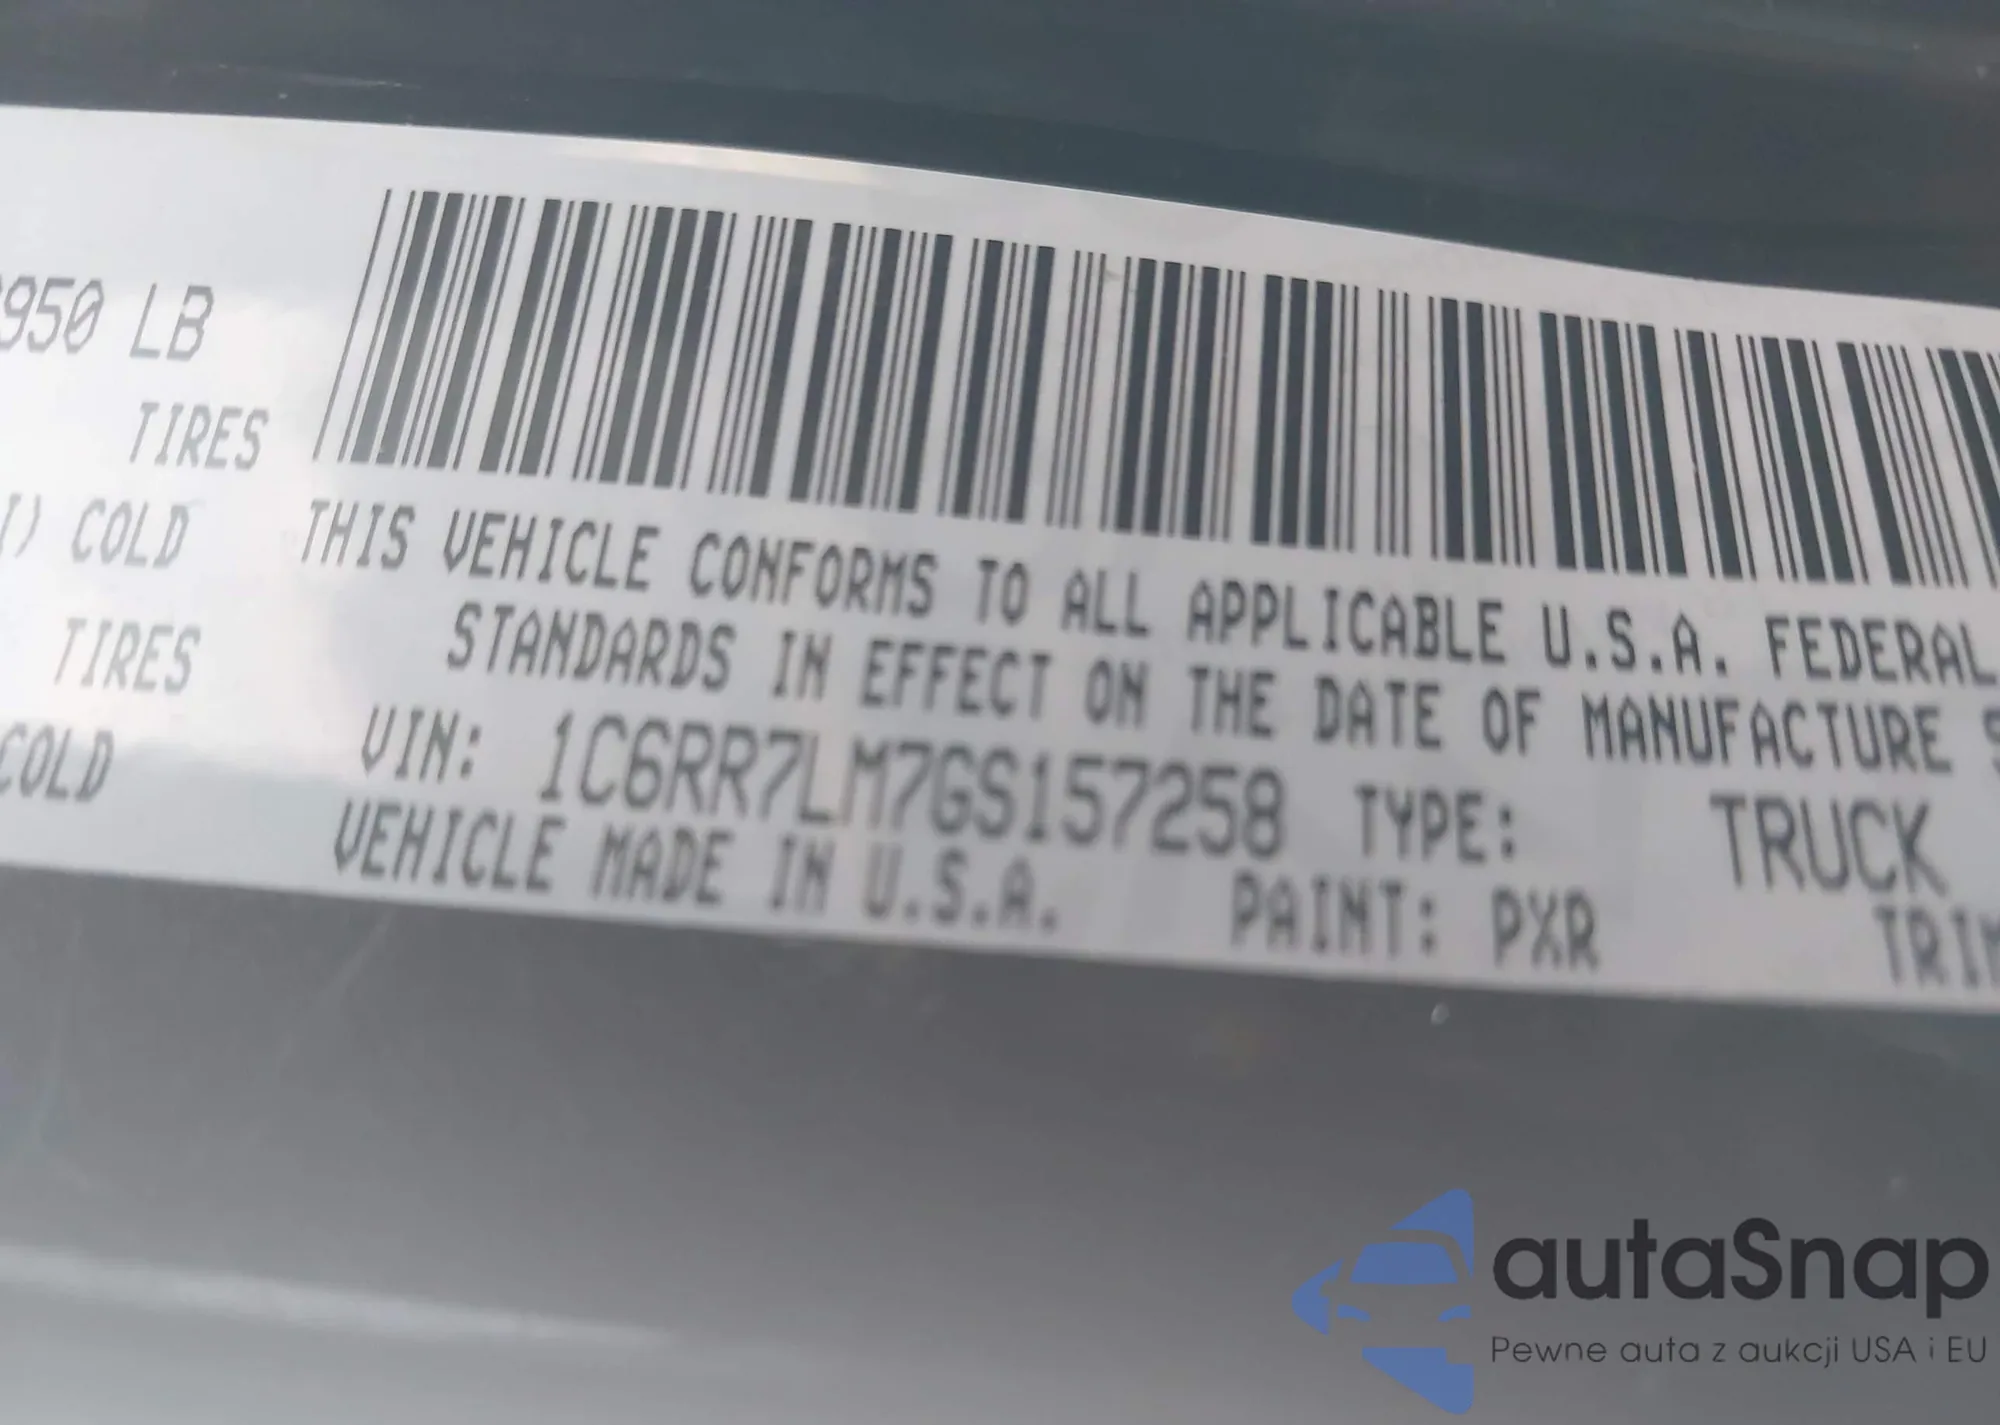 950 LB
TIRES
I) COLD
TIRES
COLD
THIS VEHICLE CONFORMS TO ALL APPLICABLE U.S.A. FEDERAL
STANDARDS IN EFFECT ON THE DATE OF MANUFACTURE
VIN: 1C6RR7LM7GS157258 TYPE: TRUCK
VEHICLE MADE IN U.S.A. PAINT: PXR TRIM
autaSnap
Pewne auta z aukcji USA i EU